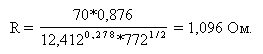 R = 70*0,876 / 12,412^0,278*772^1/2 = 1,096 Ом.